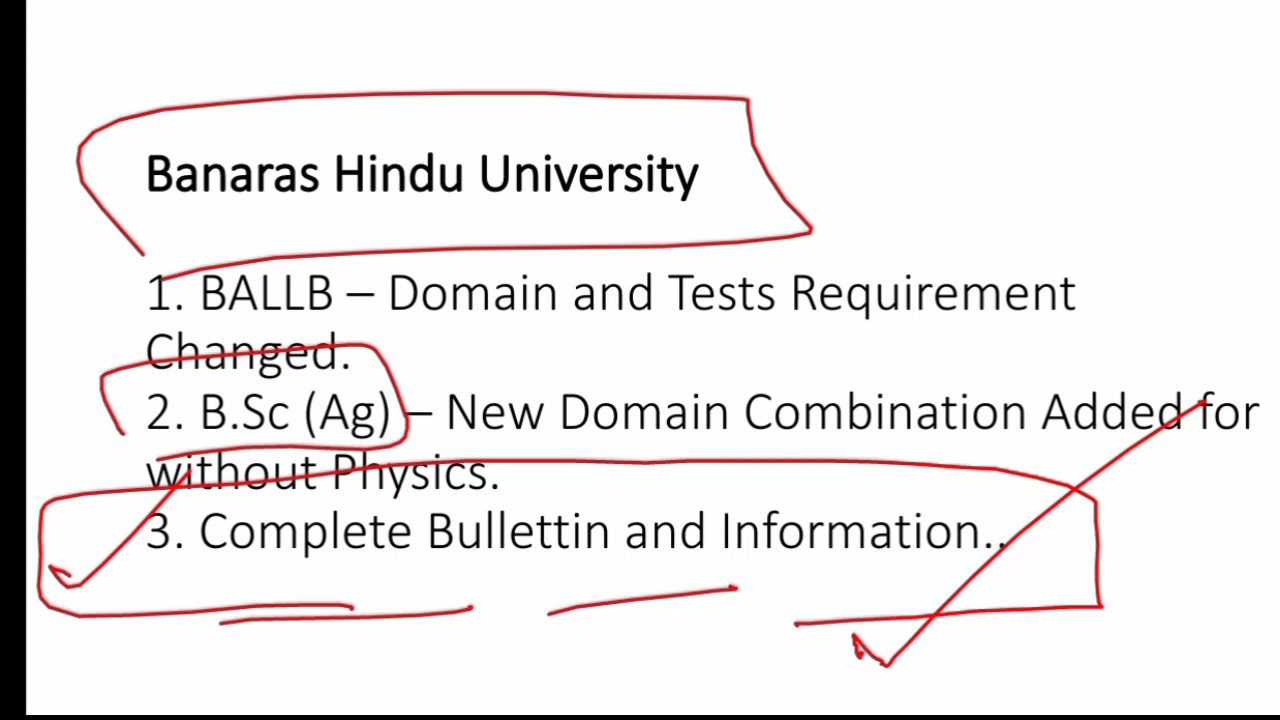 Banaras Hindu University
1. BALLB – Domain and Tests Requirement
Changed.
2. B.Sc (Ag) – New Domain Combination Added for
without Physics.
3. Complete Bullettin and Information..